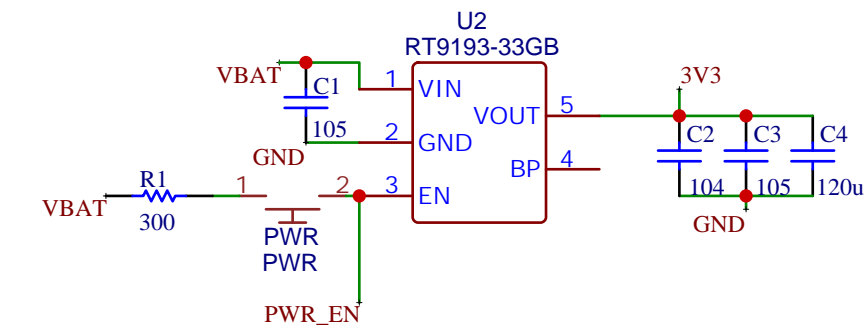 U2
RT9193-33GB
VBAT
C1
105
GND
1
VIN
2
GND
3
EN
VOUT
5
BP
4
3V3
C2
104
C3
105
C4
120u
GND
VBAT
R1
300
1
2
PWR
PWR
PWR_EN